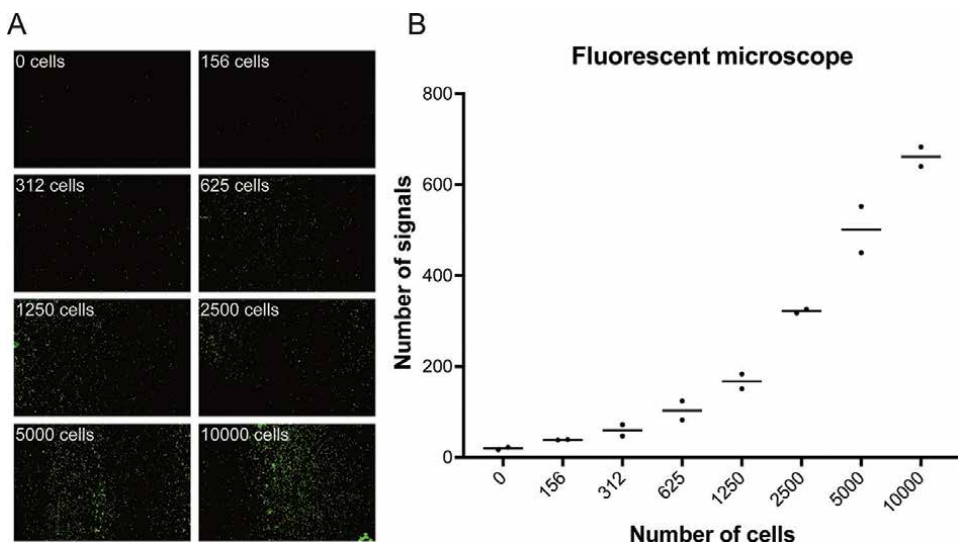 A
0 cells
156 cells
312 cells
625 cells
1250 cells
2500 cells
5000 cells
10000 cells
B
Fluorescent microscope
Number of signals
800
600
400
200
0
0
156
312
625
1250
2500
5000
10000
Number of cells